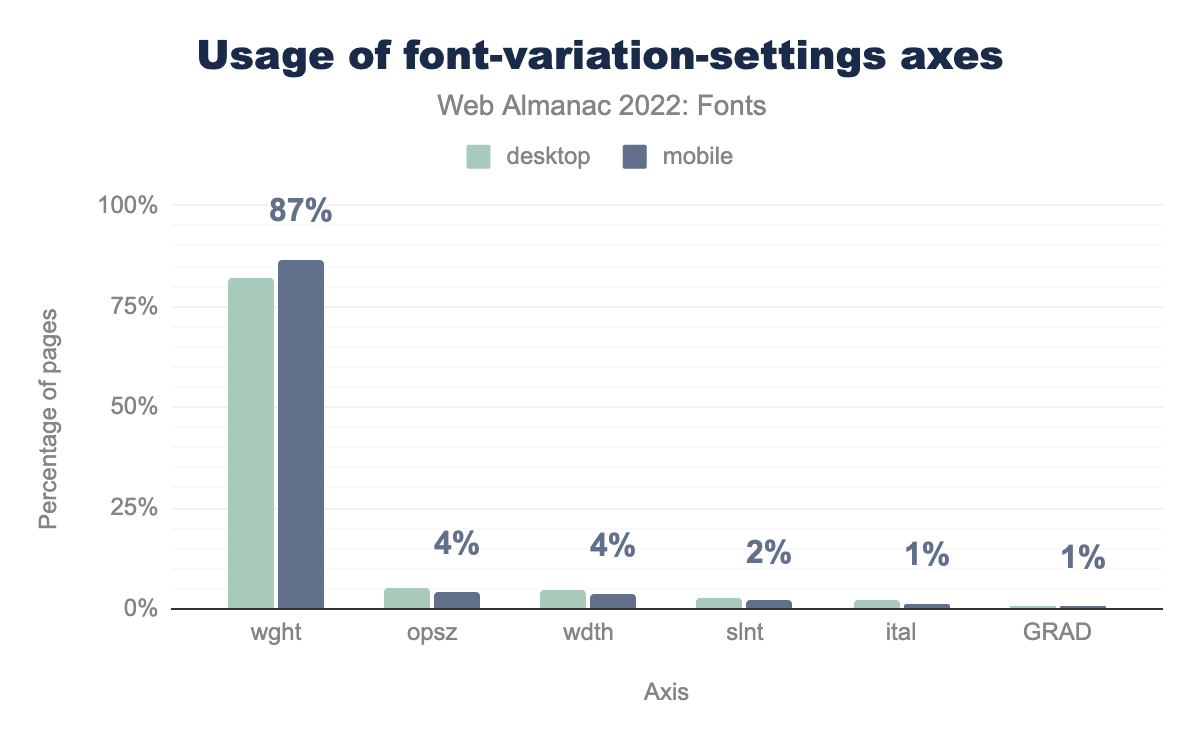 Usage of font-variation-settings axes
Web Almanac 2022: Fonts
desktop mobile
100%
75%
50%
25%
0%
Percentage of pages
87%
4%
4%
2%
1%
1%
wght opsz wdth slnt ital GRAD
Axis